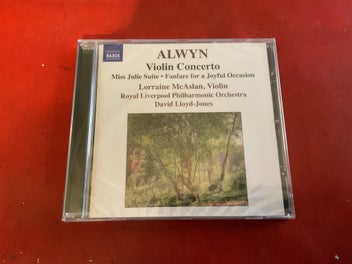 NAXOS
ALWYN
Violin Concerto
Miss Julie Suite • Fanfare for a Joyful Occasion
Lorraine McAslan, Violin
Royal Liverpool Philharmonic Orchestra
David Lloyd-Jones